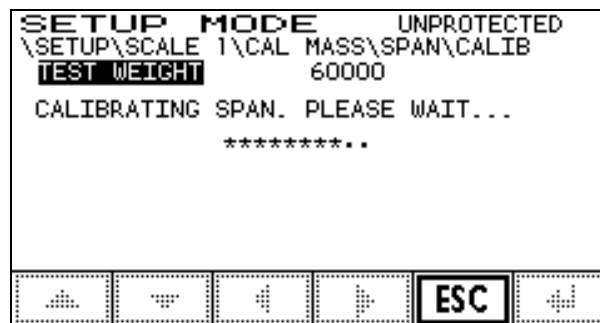 SETUP MODE UNPROTECTED
\SETUP\SCALE 1\CAL MASS\SPAN\CALIB
TEST WEIGHT 60000
CALIBRATING SPAN. PLEASE WAIT...
********..
ESC